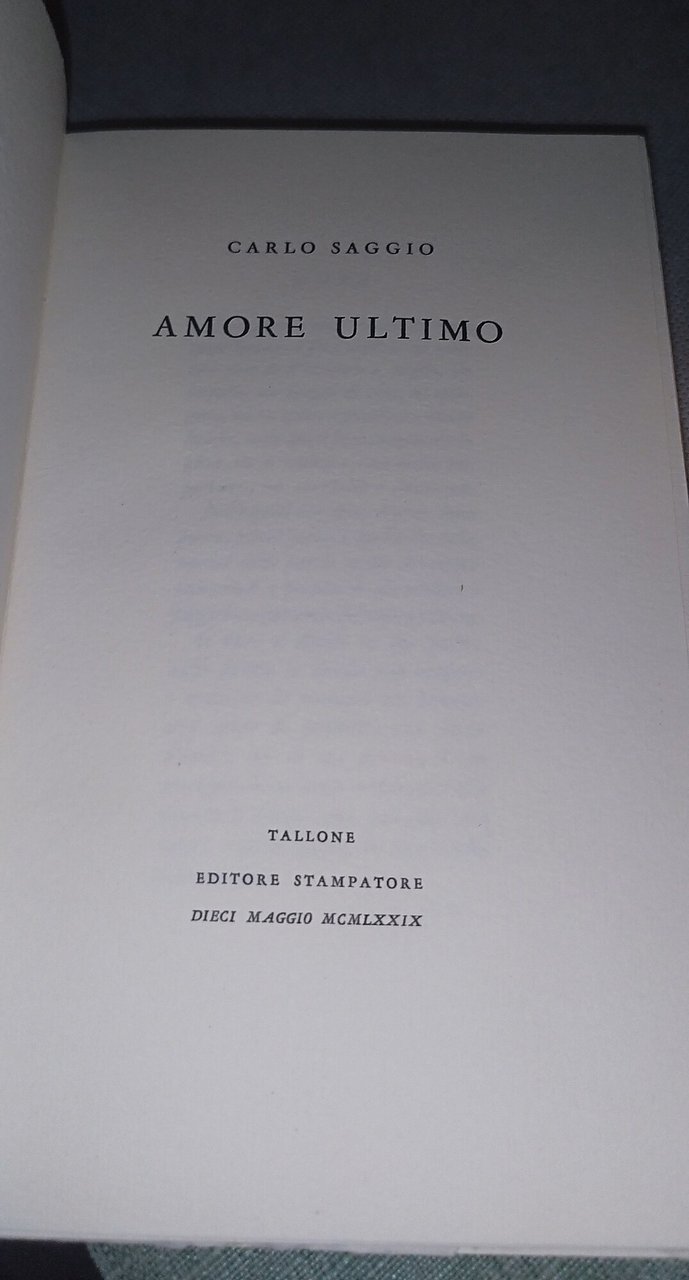 CARLO SAGGIO
AMORE ULTIMO
TALLONE
EDITORE STAMPATORE
DIECI MAGGIO MCMLXXIX